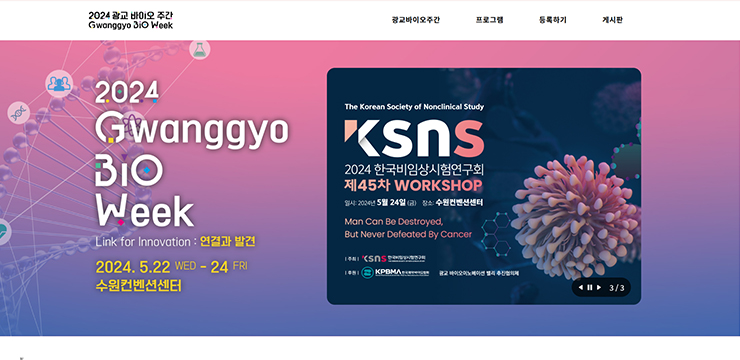 2024 광교 바이오 주간
Gwanggyo BiO Week
광교바이오주간 프로그램 등록하기 게시판
2024
Gwanggyo
BiO
Week
Link for Innovation : 연결과 발견
2024. 5.22 WED - 24 FRI
수원컨벤션센터
The Korean Society of Nonclinical Study
KSNS
2024 한국비임상시험연구회
제45차 WORKSHOP
일시: 2024년 5월 24일 (금) 장소: 수원컨벤션센터
Man Can Be Destroyed,
But Never Defeated By Cancer
| 주최 | KSNS 한국비임상시험연구회
| 후원 | KPBMA 한국제약바이오협회 광교 바이오이노베이션 밸리 추진협의체
3 / 3